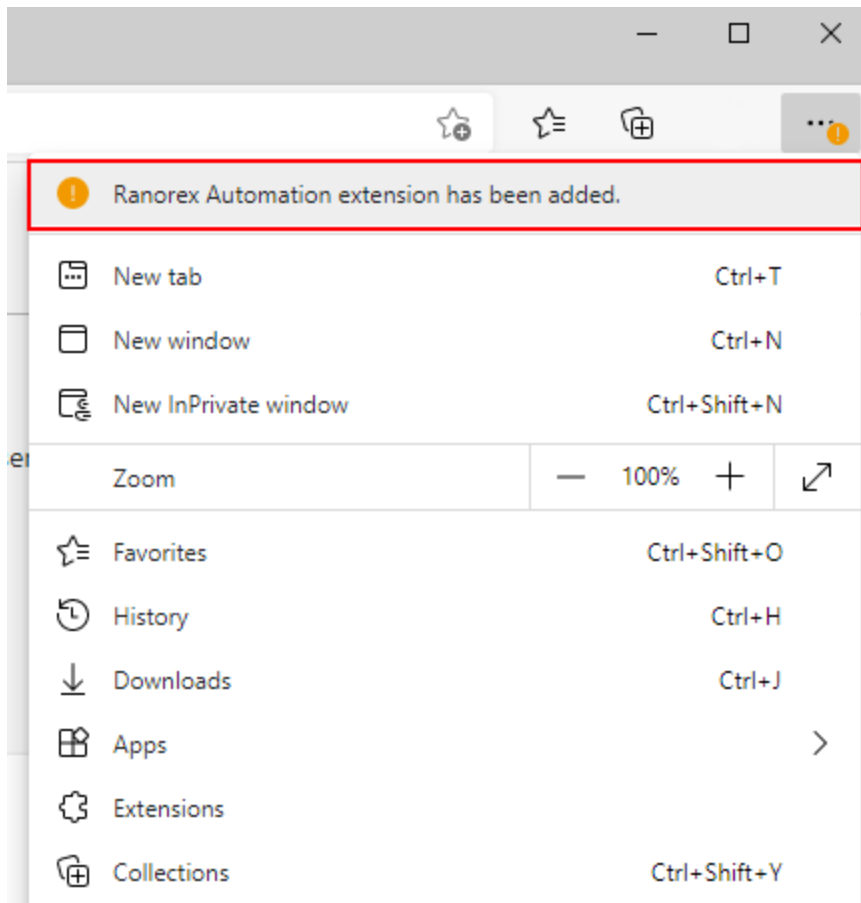 Ranorex Automation extension has been added.
New tab Ctrl+T
New window Ctrl+N
New InPrivate window Ctrl+Shift+N
Zoom 100%
Favorites Ctrl+Shift+O
History Ctrl+H
Downloads Ctrl+J
Apps
Extensions
Collections Ctrl+Shift+Y